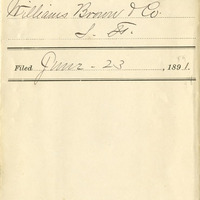 Williams Brown & Co.
S. F.
Filed June - 23, 1891.